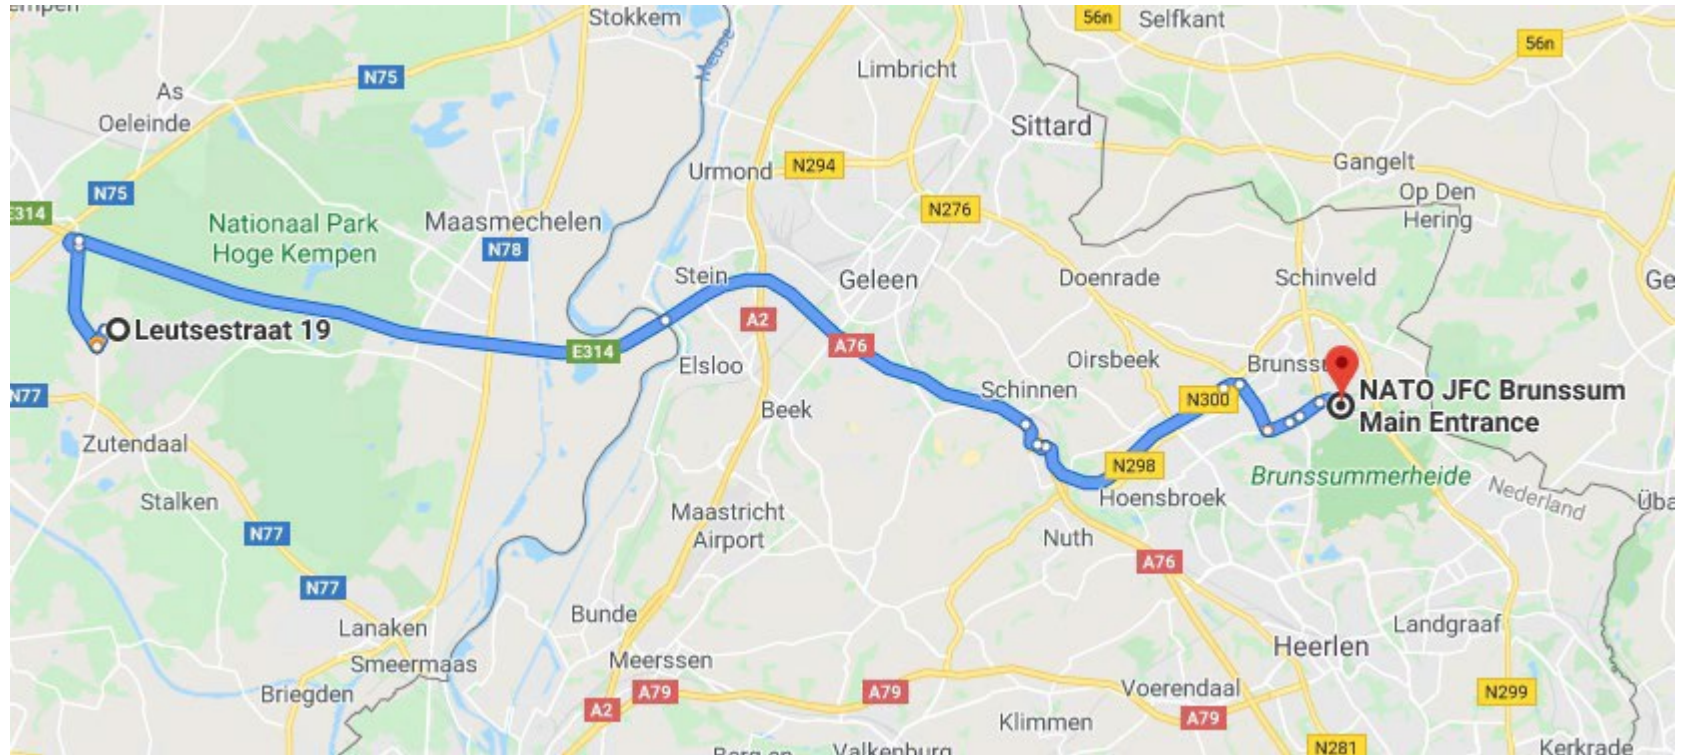 Stokkem
56n
Selfkant
56n
Meuse
N75
Limbricht
As
Oeleinde
Sittard
Urmond
N294
Gangelt
N75
Op Den
Hering
N276
E314
Nationaal Park
Hoge Kempen
Maasmechelen
N78
Stein
Geleen
Doenrade
Schinveld
A2
Leutsestraat 19
A76
E314
Elsloo
Oirsbeek
Schinnen
N300
NATO JFC Brunssum
Main Entrance
N77
Beek
Zutendaal
N298
Brunssummerheide
Hoensbroek
Nederland
Stalken
Maastricht
Airport
N77
Nuth
A76
N77
Bunde
Lanaken
Landgraaf
Heerlen
Smeermaas
Meerssen
Briegden
A79
A79
Voerendaal
N299
A2
A79
Klimmen
N281
Valkenburg
Kerkrade